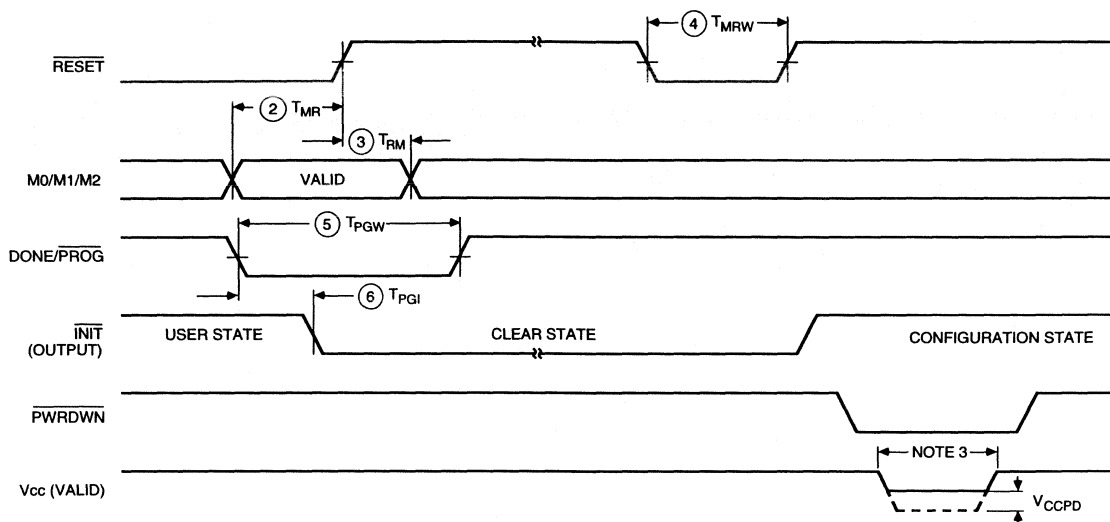 ④ TMRW
RESET
② TMR
③ TRM
M0/M1/M2
VALID
⑤ TPGW
DONE/PROG
⑥ TPGI
INIT
(OUTPUT)
USER STATE
CLEAR STATE
CONFIGURATION STATE
PWRDWN
NOTE 3
Vcc (VALID)
VCCPD